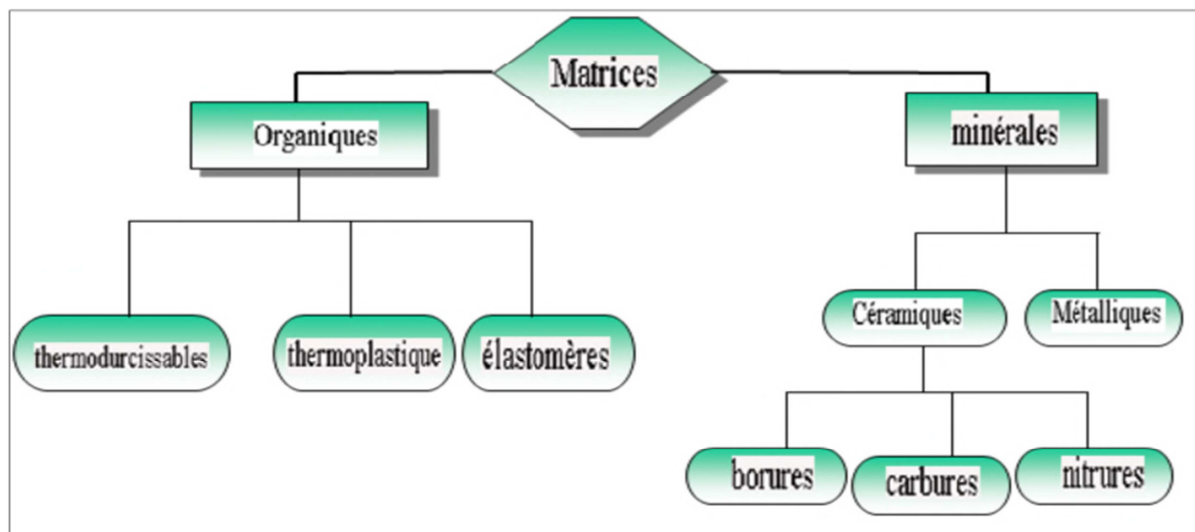 Matrices
Organiques
minérales
thermodurcissables
thermoplastique
élastomères
Céramiques
Métalliques
borures
carbures
nitrures